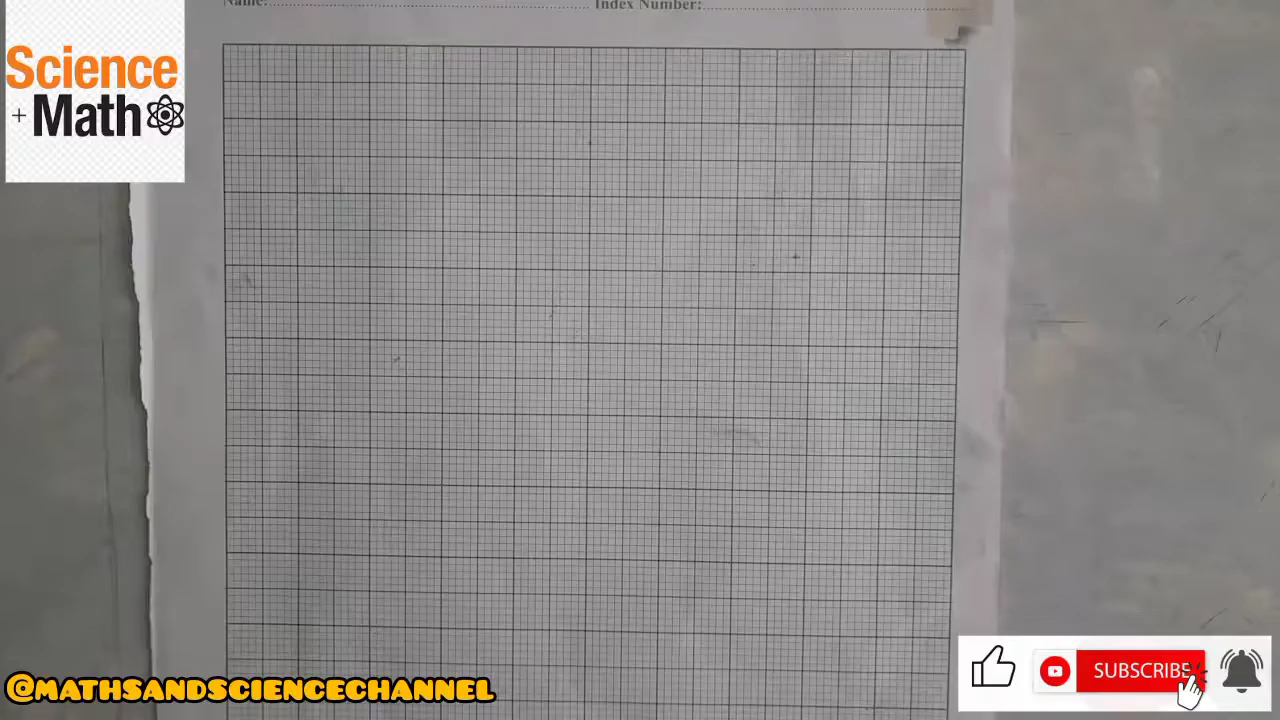 Name:
Index Number:
Science
+Math
SUBSCRIBE
@MATHSANDSCIENCECHANNEL